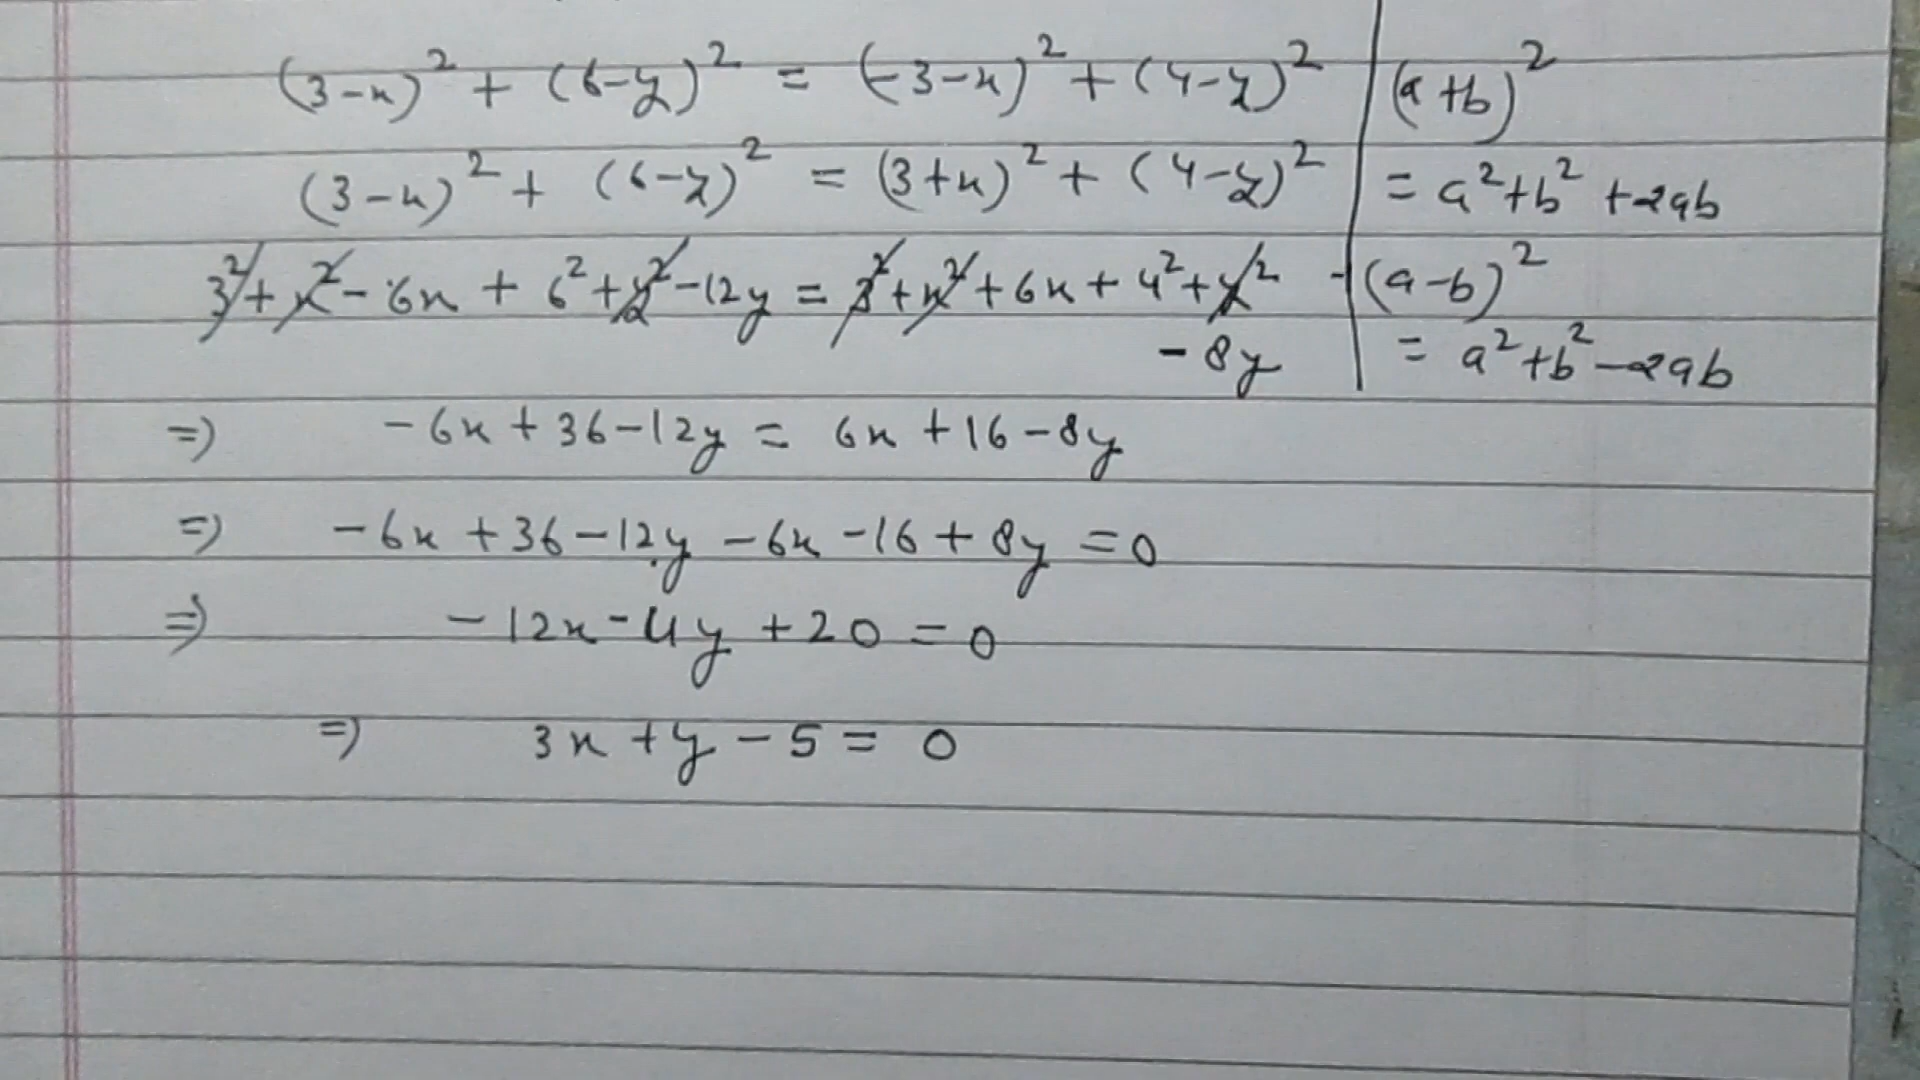 (3-x)² + (6-y)² = (-3-x)² + (4-y)²
(3-x)² + (6-y)² = (3+x)² + (4-y)²
3² + x² - 6x + 6² + y² - 12y = 3² + x² + 6x + 4² + y²
- 8y
=> -6x + 36 - 12y = 6x + 16 - 8y
=> -6x + 36 - 12y - 6x - 16 + 8y = 0
=> -12x - 4y + 20 = 0
=> 3x + y - 5 = 0
(a+b)²
= a² + b² + 2ab
(a-b)²
= a² + b² - 2ab